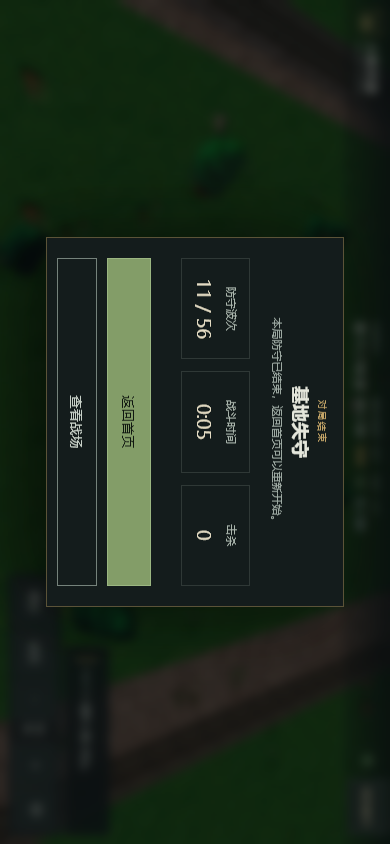 对局结束
基地失守
本局防守已结束，返回首页可以重新开始。
防守波次
11 / 56
战斗时间
0:05
击杀
0
返回首页
查看战场